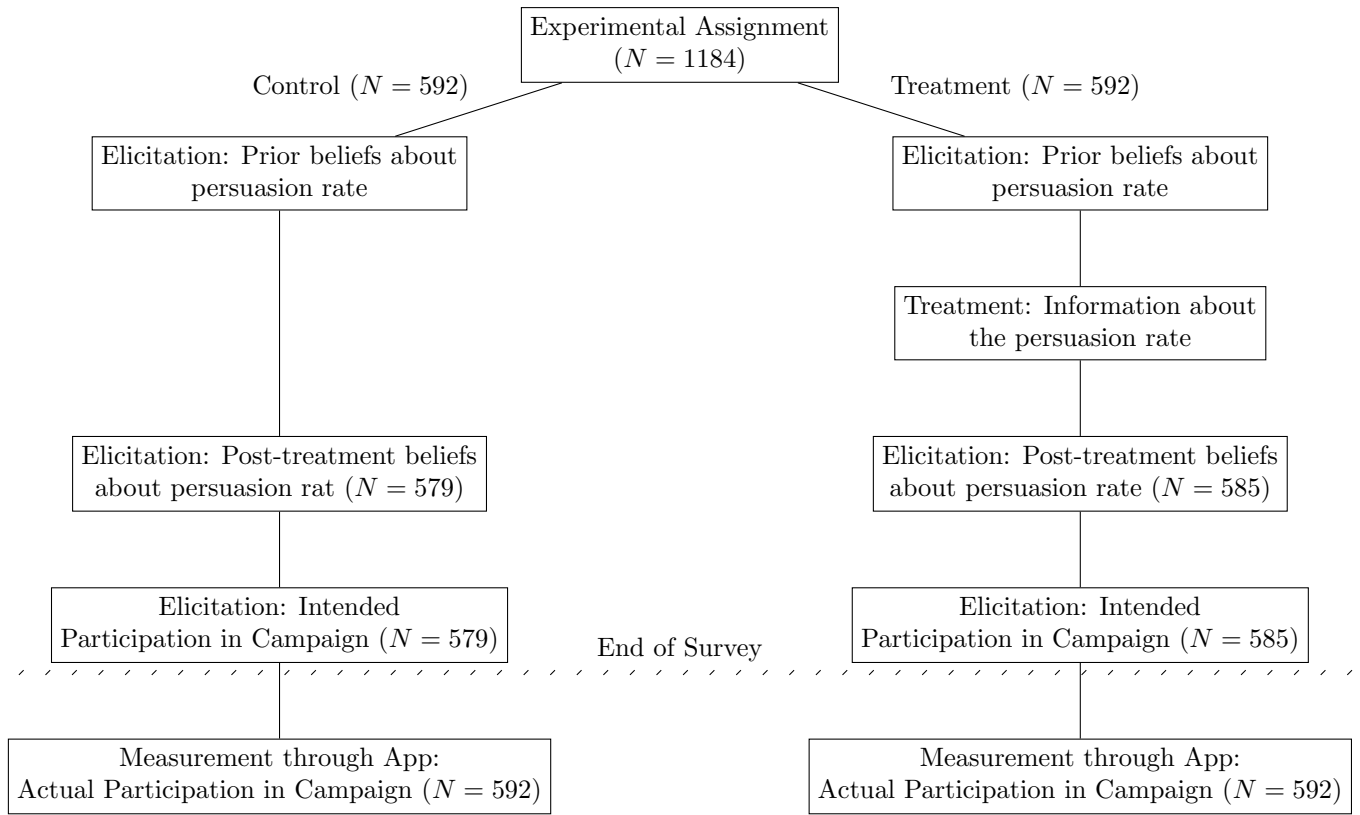 Experimental Assignment
(N = 1184)
Control (N = 592)
Treatment (N = 592)
Elicitation: Prior beliefs about
persuasion rate
Elicitation: Prior beliefs about
persuasion rate
Treatment: Information about
the persuasion rate
Elicitation: Post-treatment beliefs
about persuasion rat (N = 579)
Elicitation: Post-treatment beliefs
about persuasion rate (N = 585)
Elicitation: Intended
Participation in Campaign (N = 579)
Elicitation: Intended
Participation in Campaign (N = 585)
End of Survey
Measurement through App:
Actual Participation in Campaign (N = 592)
Measurement through App:
Actual Participation in Campaign (N = 592)